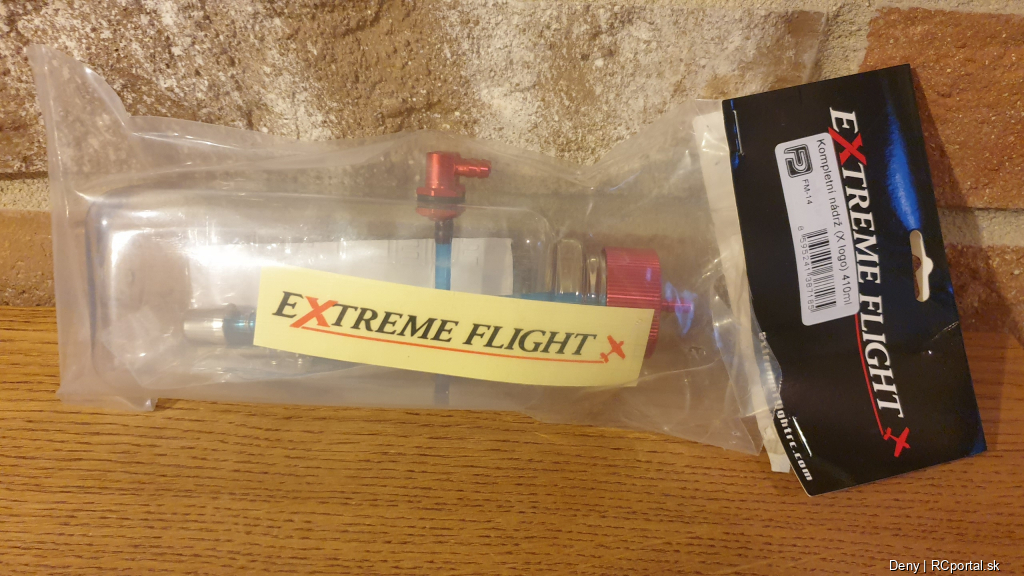 EXTREME FLIGHT
EXTREME FLIGHT
Kompletní nádrž (X logo) 410ml
FM-14
Deny | RCportal.sk